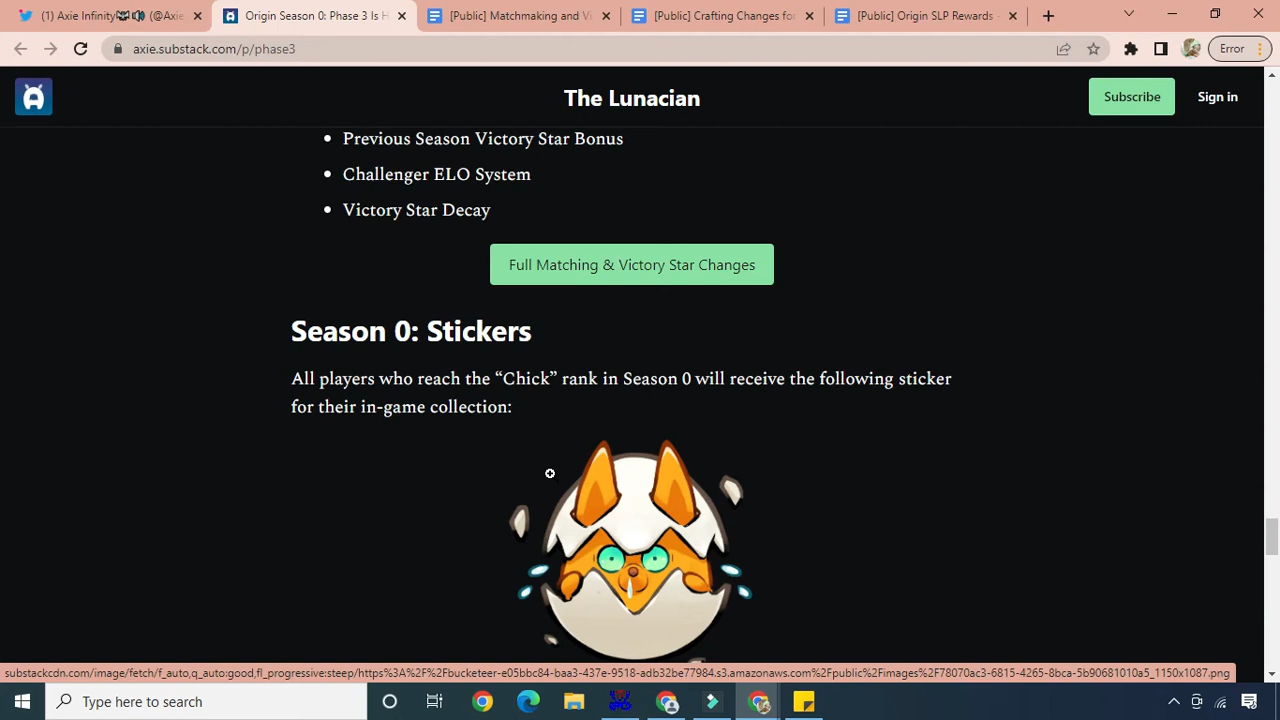 (1) Axie Infinity (@Axie
Origin Season 0: Phase 3 Is H
[Public] Matchmaking and Vi
[Public] Crafting Changes for
[Public] Origin SLP Rewards -
axie.substack.com/p/phase3
Error
The Lunacian
Subscribe
Sign in
• Previous Season Victory Star Bonus
• Challenger ELO System
• Victory Star Decay
Full Matching & Victory Star Changes
Season 0: Stickers
All players who reach the “Chick” rank in Season 0 will receive the following sticker
for their in-game collection:
substackcdn.com/image/fetch/f_auto,q_auto:good,fl_progressive:steep/https%3A%2F%2Fbucketeer-e05bbc84-baa3-437e-9518-adb32be77984.s3.amazonaws.com%2Fpublic%2Fimages%2F78070ac3-6815-4265-8bca-5b90681010a5_1150x1087.png
Type here to search